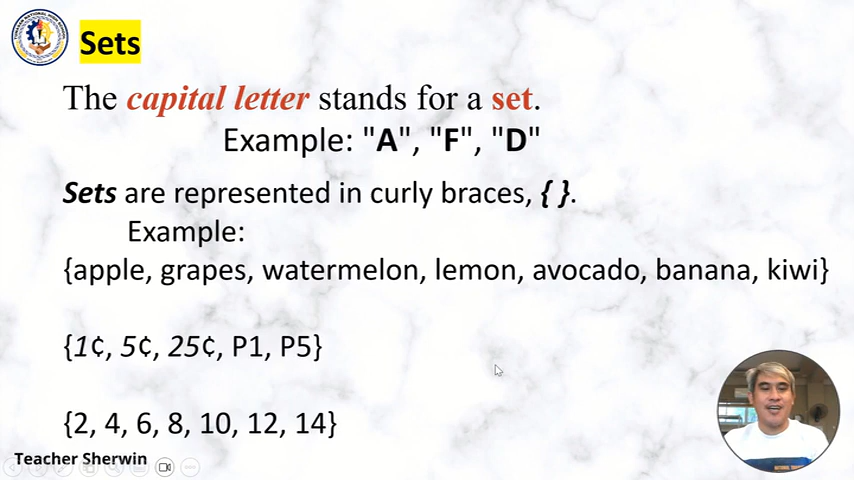 Sets
The capital letter stands for a set.
Example: "A", "F", "D"
Sets are represented in curly braces, { }.
Example:
{apple, grapes, watermelon, lemon, avocado, banana, kiwi}
{1¢, 5¢, 25¢, P1, P5}
{2, 4, 6, 8, 10, 12, 14}
Teacher Sherwin